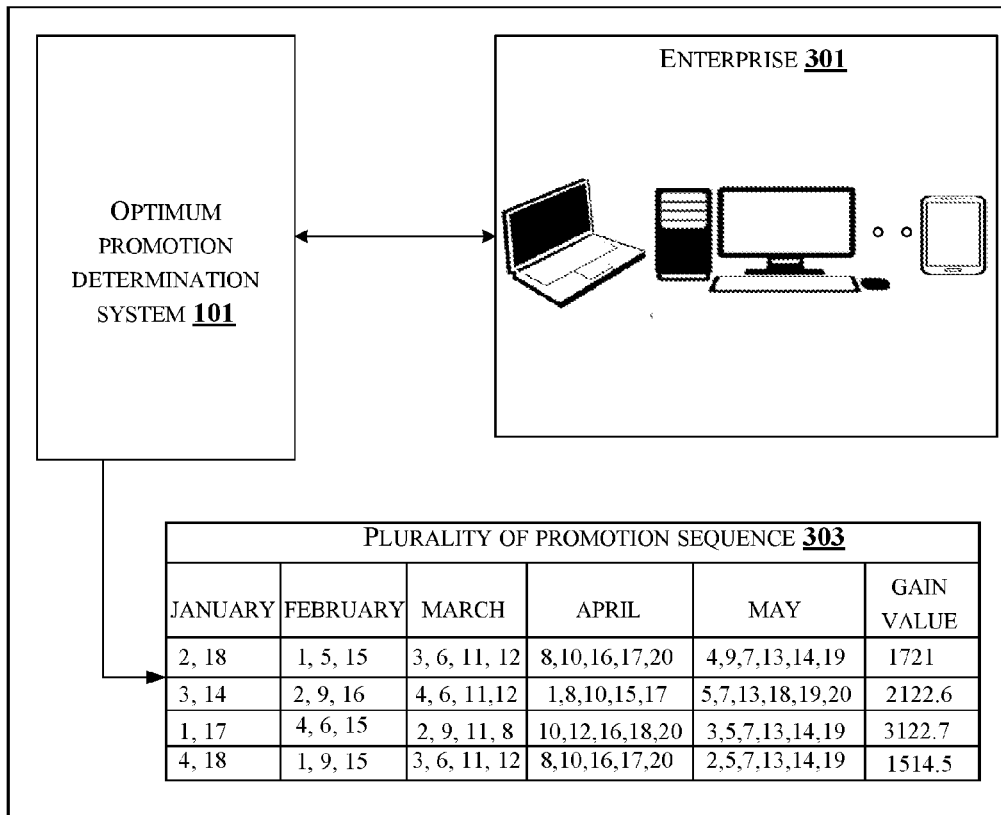 OPTIMUM
PROMOTION
DETERMINATION
SYSTEM 101
ENTERPRISE 301
PLURALITY OF PROMOTION SEQUENCE 303
JANUARY FEBRUARY MARCH APRIL MAY GAIN VALUE
2, 18 1, 5, 15 3, 6, 11, 12 8,10,16,17,20 4,9,7,13,14,19 1721
3, 14 2, 9, 16 4, 6, 11,12 1,8,10,15,17 5,7,13,18,19,20 2122.6
1, 17 4, 6, 15 2, 9, 11, 8 10,12,16,18,20 3,5,7,13,14,19 3122.7
4, 18 1, 9, 15 3, 6, 11, 12 8,10,16,17,20 2,5,7,13,14,19 1514.5